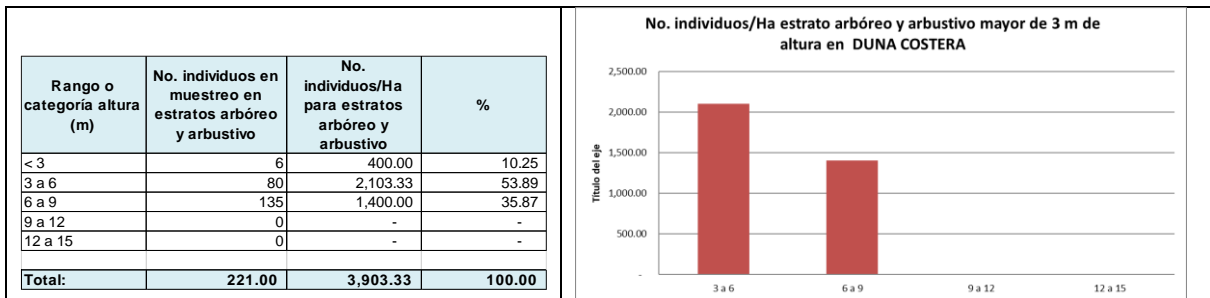 Rango o
categoría altura
(m)
No. individuos en
muestreo en
estratos arbóreo
y arbustivo
No.
individuos/Ha
para estratos
arbóreo y
arbustivo
%
< 3 6 400.00 10.25
3 a 6 80 2,103.33 53.89
6 a 9 135 1,400.00 35.87
9 a 12 0 - -
12 a 15 0 - -
Total: 221.00 3,903.33 100.00
No. individuos/Ha estrato arbóreo y arbustivo mayor de 3 m de
altura en DUNA COSTERA
Título del eje
2,500.00
2,000.00
1,500.00
1,000.00
500.00
-
3 a 6 6 a 9 9 a 12 12 a 15